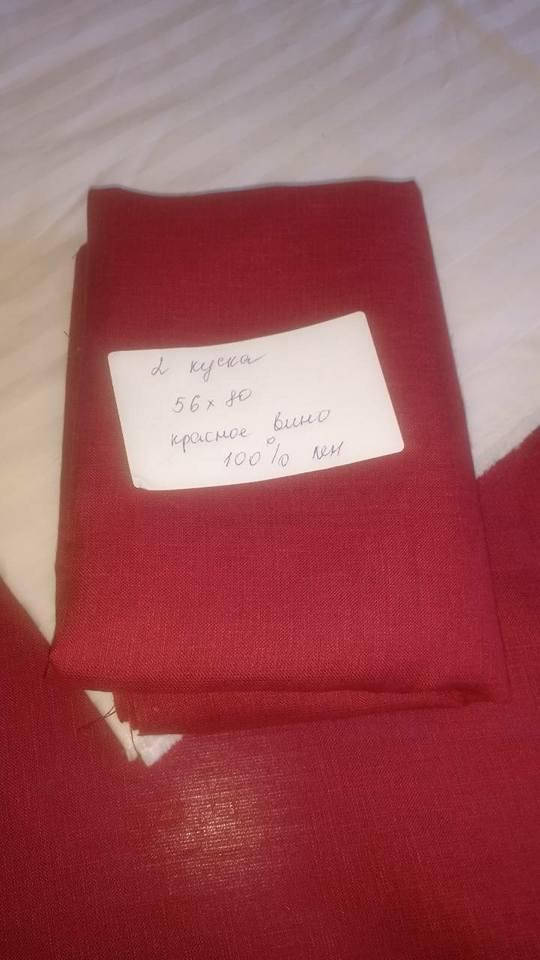 2 куска
56 x 80
красное вино
100% лен